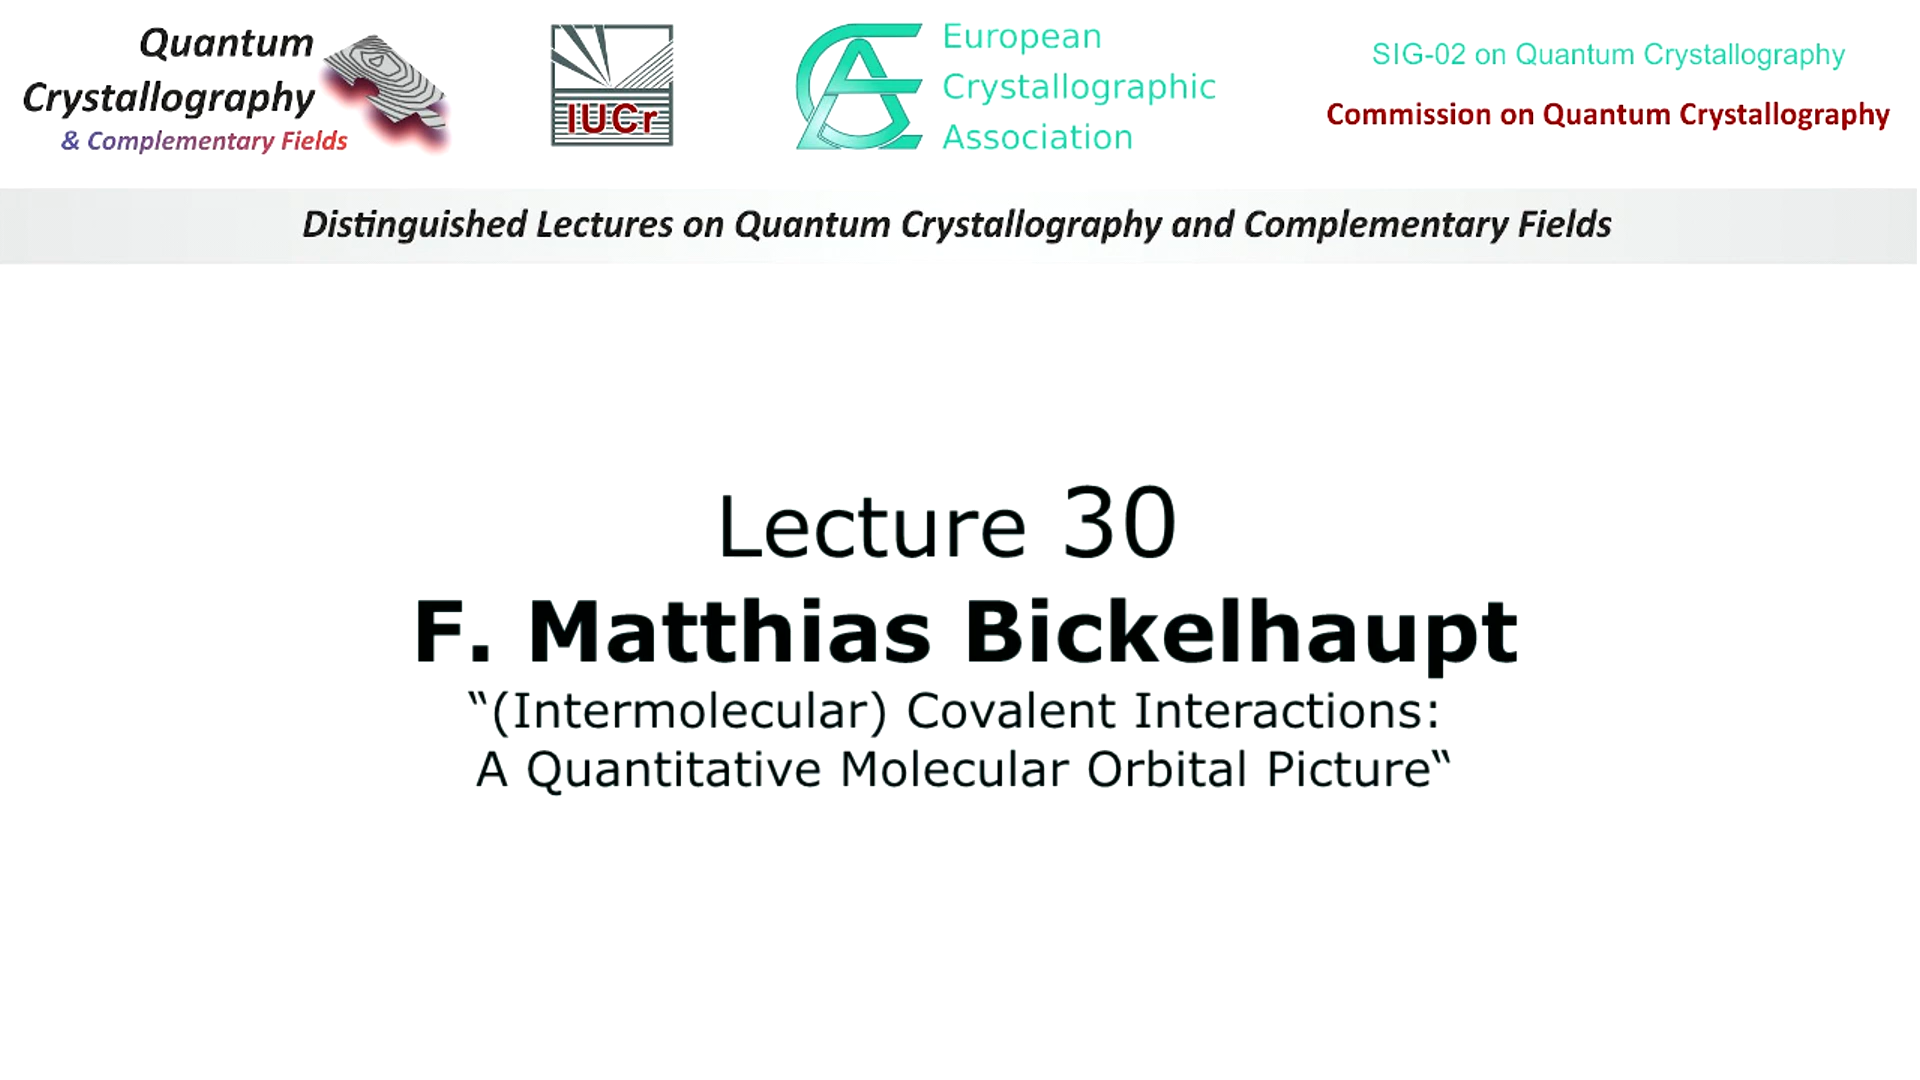 Quantum
Crystallography
& Complementary Fields
IUCr
European
Crystallographic
Association
SIG-02 on Quantum Crystallography
Commission on Quantum Crystallography
Distinguished Lectures on Quantum Crystallography and Complementary Fields
Lecture 30
F. Matthias Bickelhaupt
“(Intermolecular) Covalent Interactions:
A Quantitative Molecular Orbital Picture“